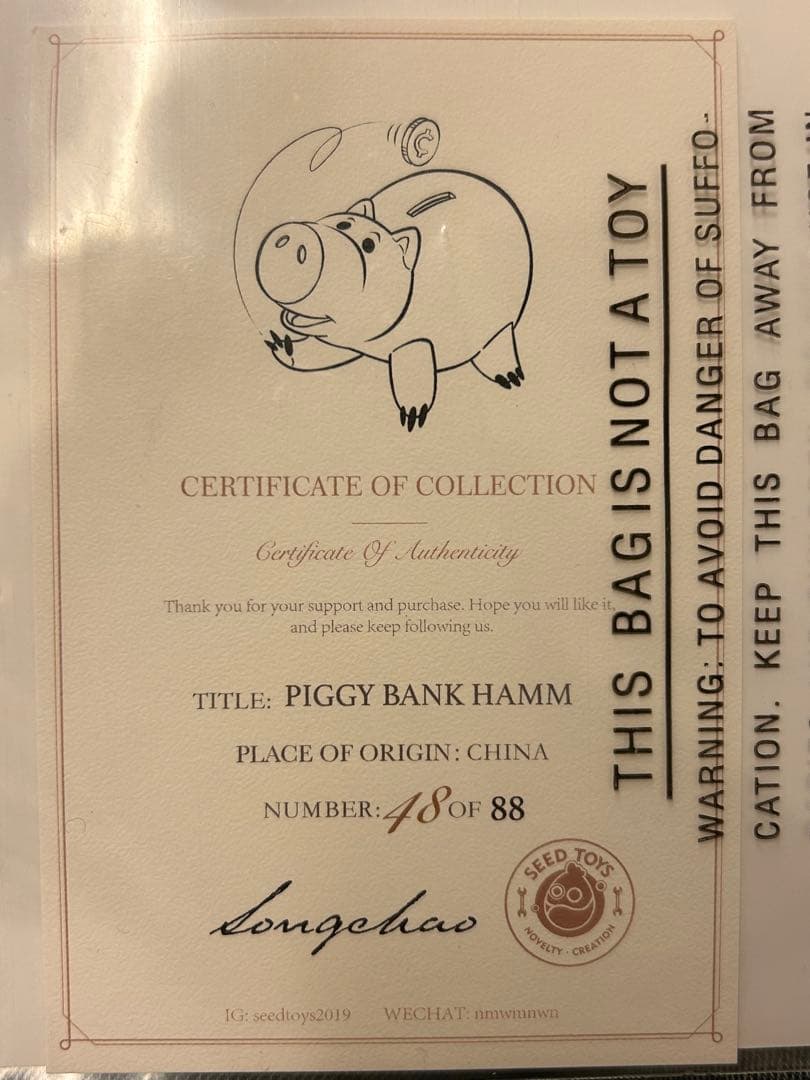 CERTIFICATE OF COLLECTION
Certificate Of Authenticity
Thank you for your support and purchase. Hope you will like it,
and please keep following us.
TITLE: PIGGY BANK HAMM
PLACE OF ORIGIN: CHINA
NUMBER: 48 OF 88
Songchao
SEED TOYS
NOVELTY · CREATION
IG: seedtoys2019 WECHAT: nmwmnwn
THIS BAG IS NOT A TOY
WARNING: TO AVOID DANGER OF SUFFO-
CATION. KEEP THIS BAG AWAY FROM